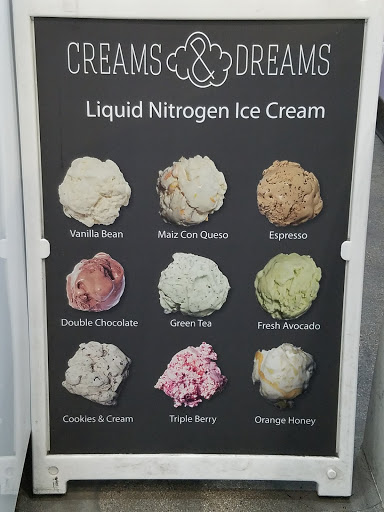 CREAMS & DREAMS
Liquid Nitrogen Ice Cream
Vanilla Bean
Maiz Con Queso
Espresso
Double Chocolate
Green Tea
Fresh Avocado
Cookies & Cream
Triple Berry
Orange Honey